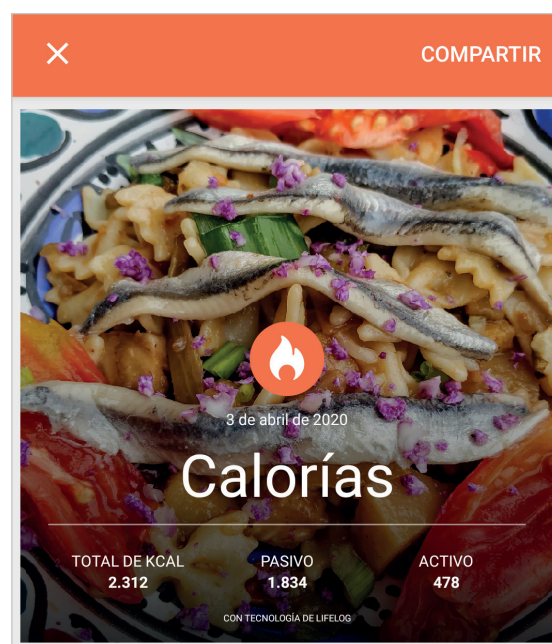 COMPARTIR
3 de abril de 2020
Calorías
TOTAL DE KCAL PASIVO ACTIVO
2.312 1.834 478
CON TECNOLOGÍA DE LIFELOG